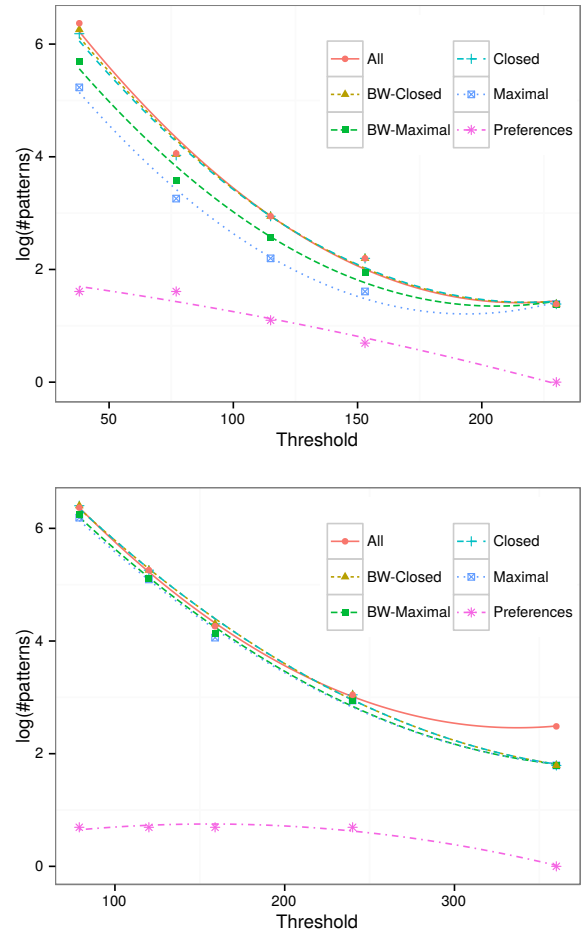 6
4
2
0
log(#patterns)
All
Closed
BW-Closed
Maximal
BW-Maximal
Preferences
50
100
150
200
Threshold
6
4
2
0
log(#patterns)
All
Closed
BW-Closed
Maximal
BW-Maximal
Preferences
100
200
300
Threshold